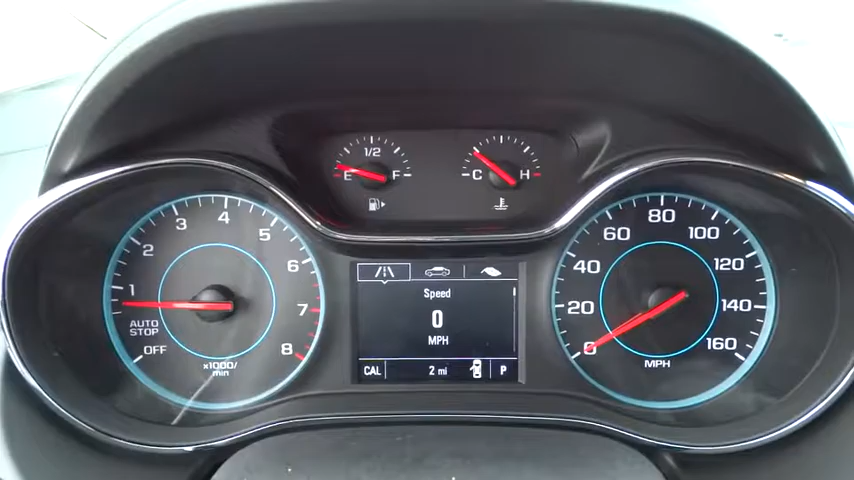 1/2
E F
C H
1 2 3 4 5 6 7 8
AUTO
STOP
OFF
x1000/
min
Speed
0
MPH
CAL 2 mi P
0 20 40 60 80 100 120 140 160
MPH